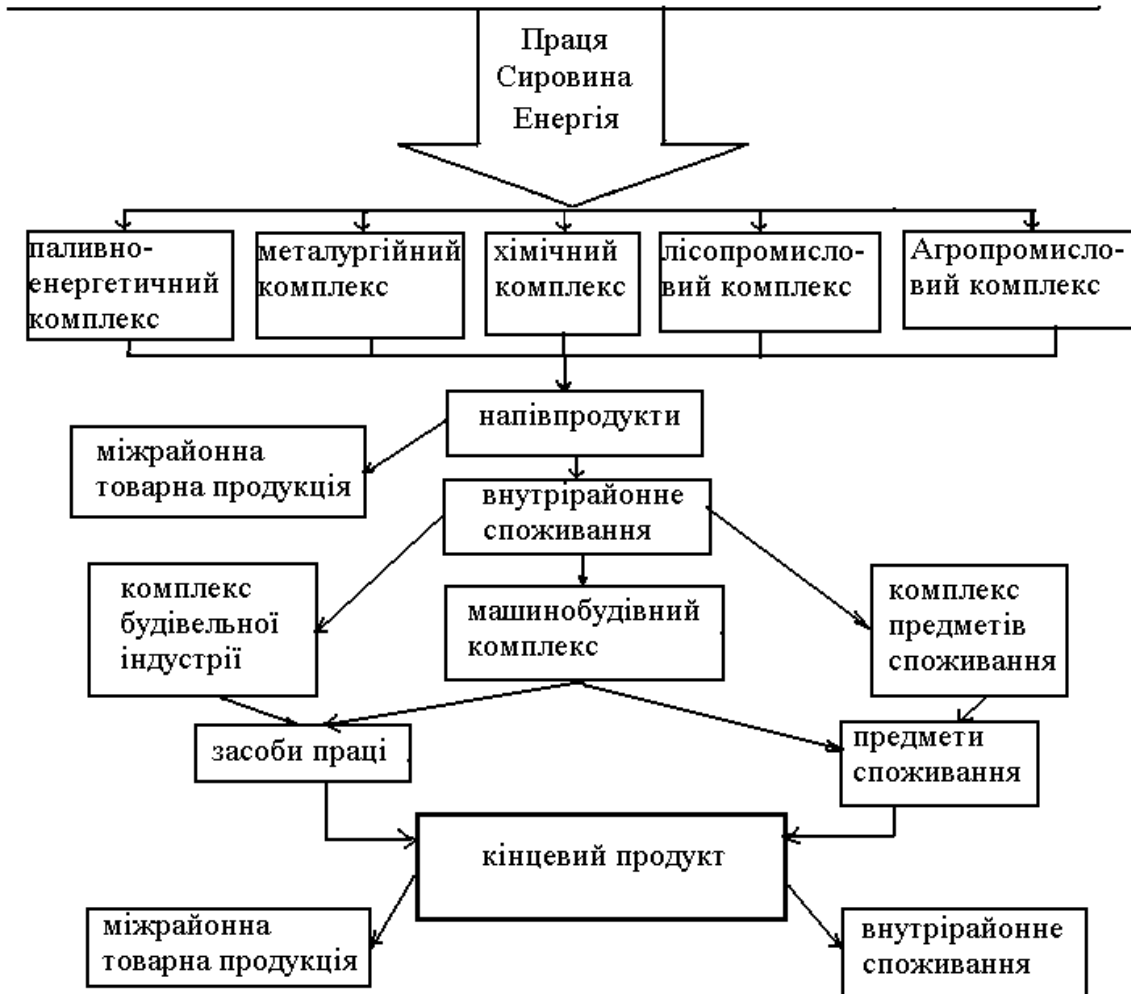 Праця
Сировина
Енергія
паливно-
енергетичний
комплекс
металургійний
комплекс
хімічний
комплекс
лісопромисло-
вий комплекс
Агропромисло-
вий комплекс
напівпродукти
міжрайонна
товарна продукція
внутрірайонне
споживання
комплекс
будівельної
індустрії
машинобудівний
комплекс
комплекс
предметів
споживання
засоби праці
предмети
споживання
кінцевий продукт
міжрайонна
товарна продукція
внутрірайонне
споживання